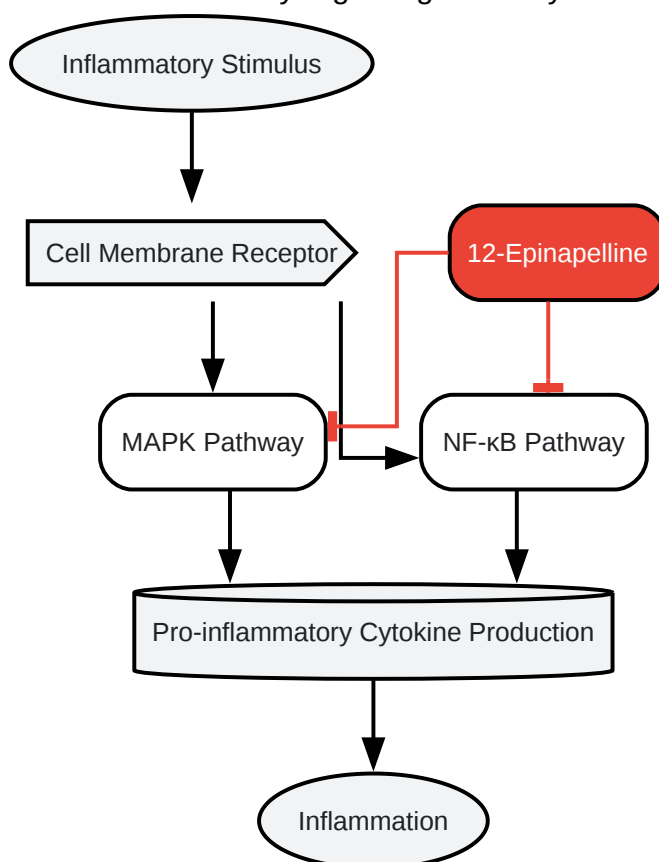 Inflammatory Stimulus
Cell Membrane Receptor
12-Epinapelline
MAPK Pathway
NF-κB Pathway
Pro-inflammatory Cytokine Production
Inflammation